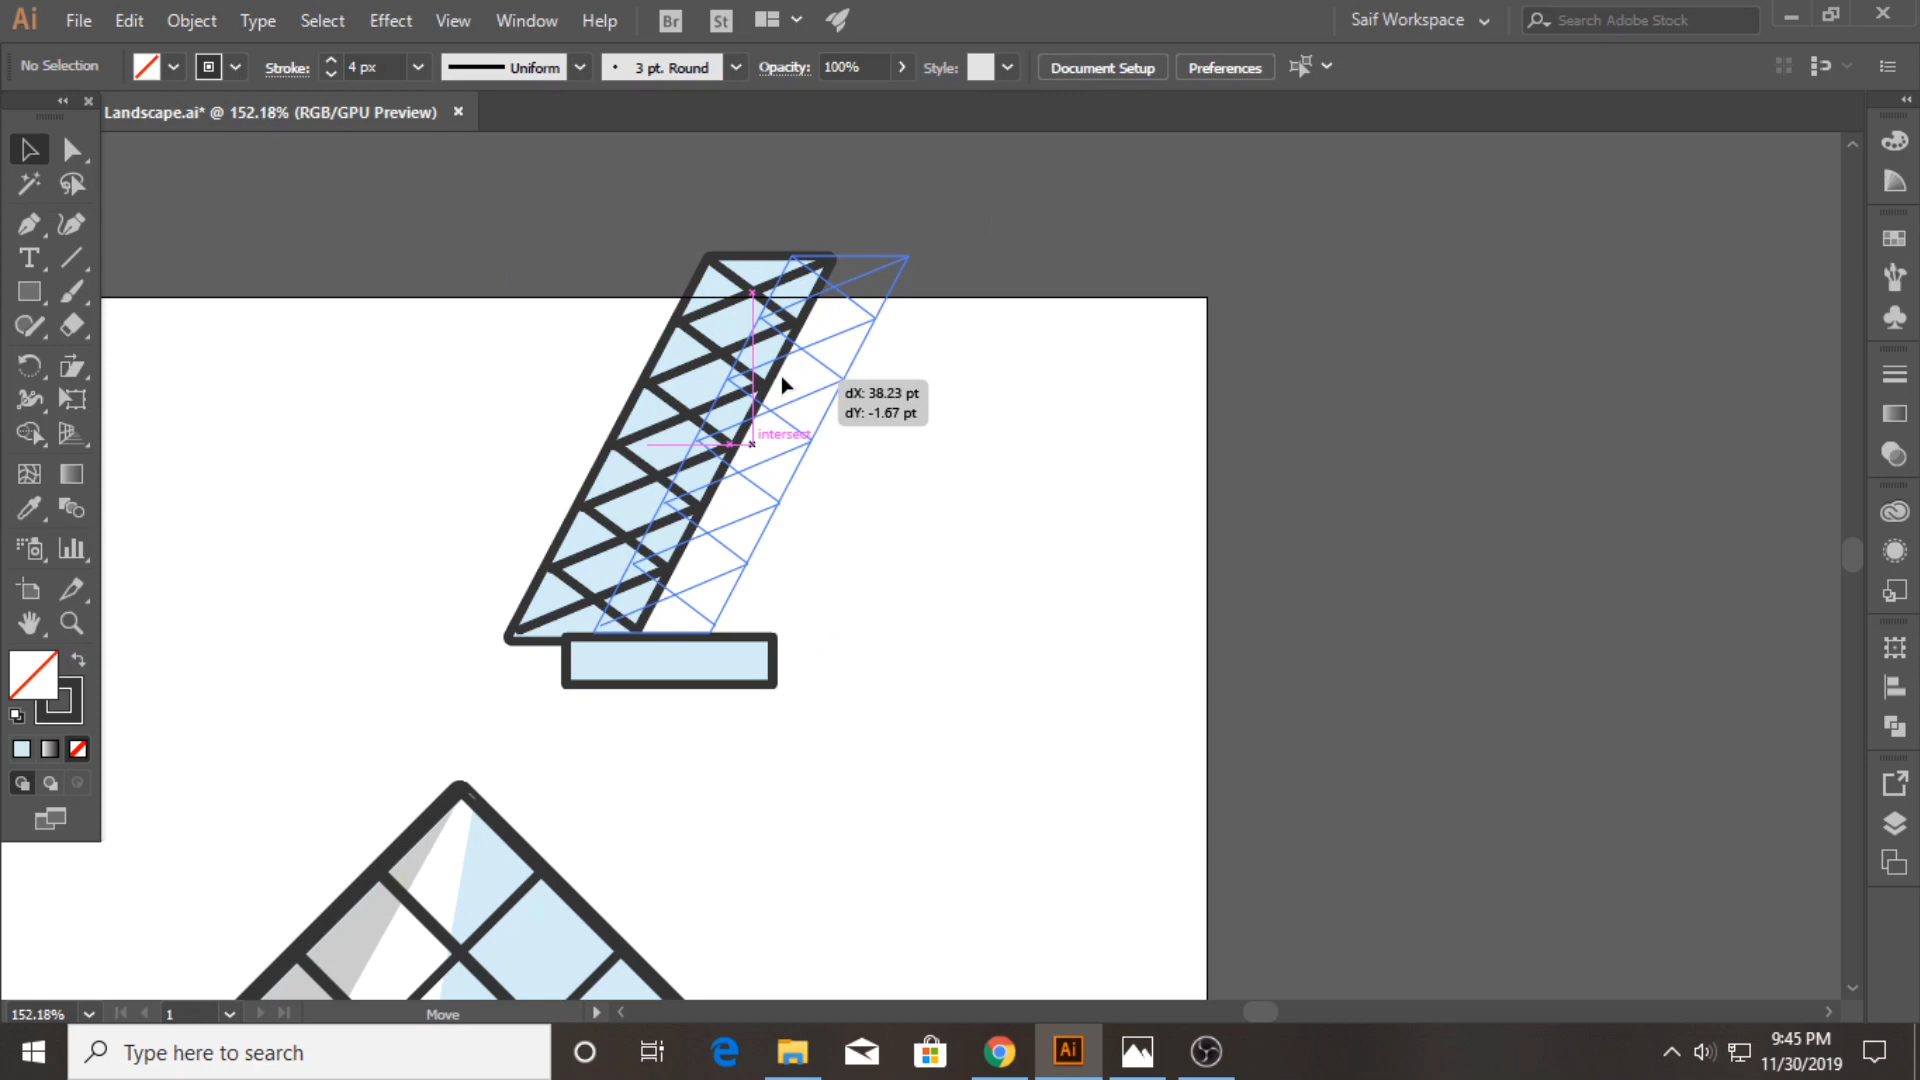 Ai File Edit Object Type Select Effect View Window Help Br St Saif Workspace Search Adobe Stock
No Selection Stroke: 4 px Uniform 3 pt. Round Opacity: 100% Style: Document Setup Preferences
Landscape.ai* @ 152.18% (RGB/GPU Preview)
T
dX: 38.23 pt
dY: -1.67 pt
intersect
152.18% 1 Move
Type here to search
Ai
9:45 PM
11/30/2019